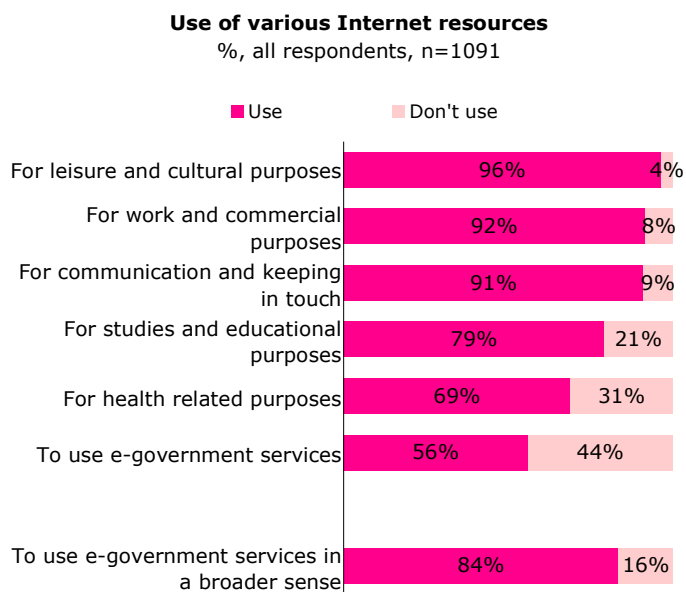 Use of various Internet resources
%, all respondents, n=1091
Use Don't use
For leisure and cultural purposes 96% 4%
For work and commercial
purposes 92% 8%
For communication and keeping
in touch 91% 9%
For studies and educational
purposes 79% 21%
For health related purposes 69% 31%
To use e-government services 56% 44%
To use e-government services in
a broader sense 84% 16%